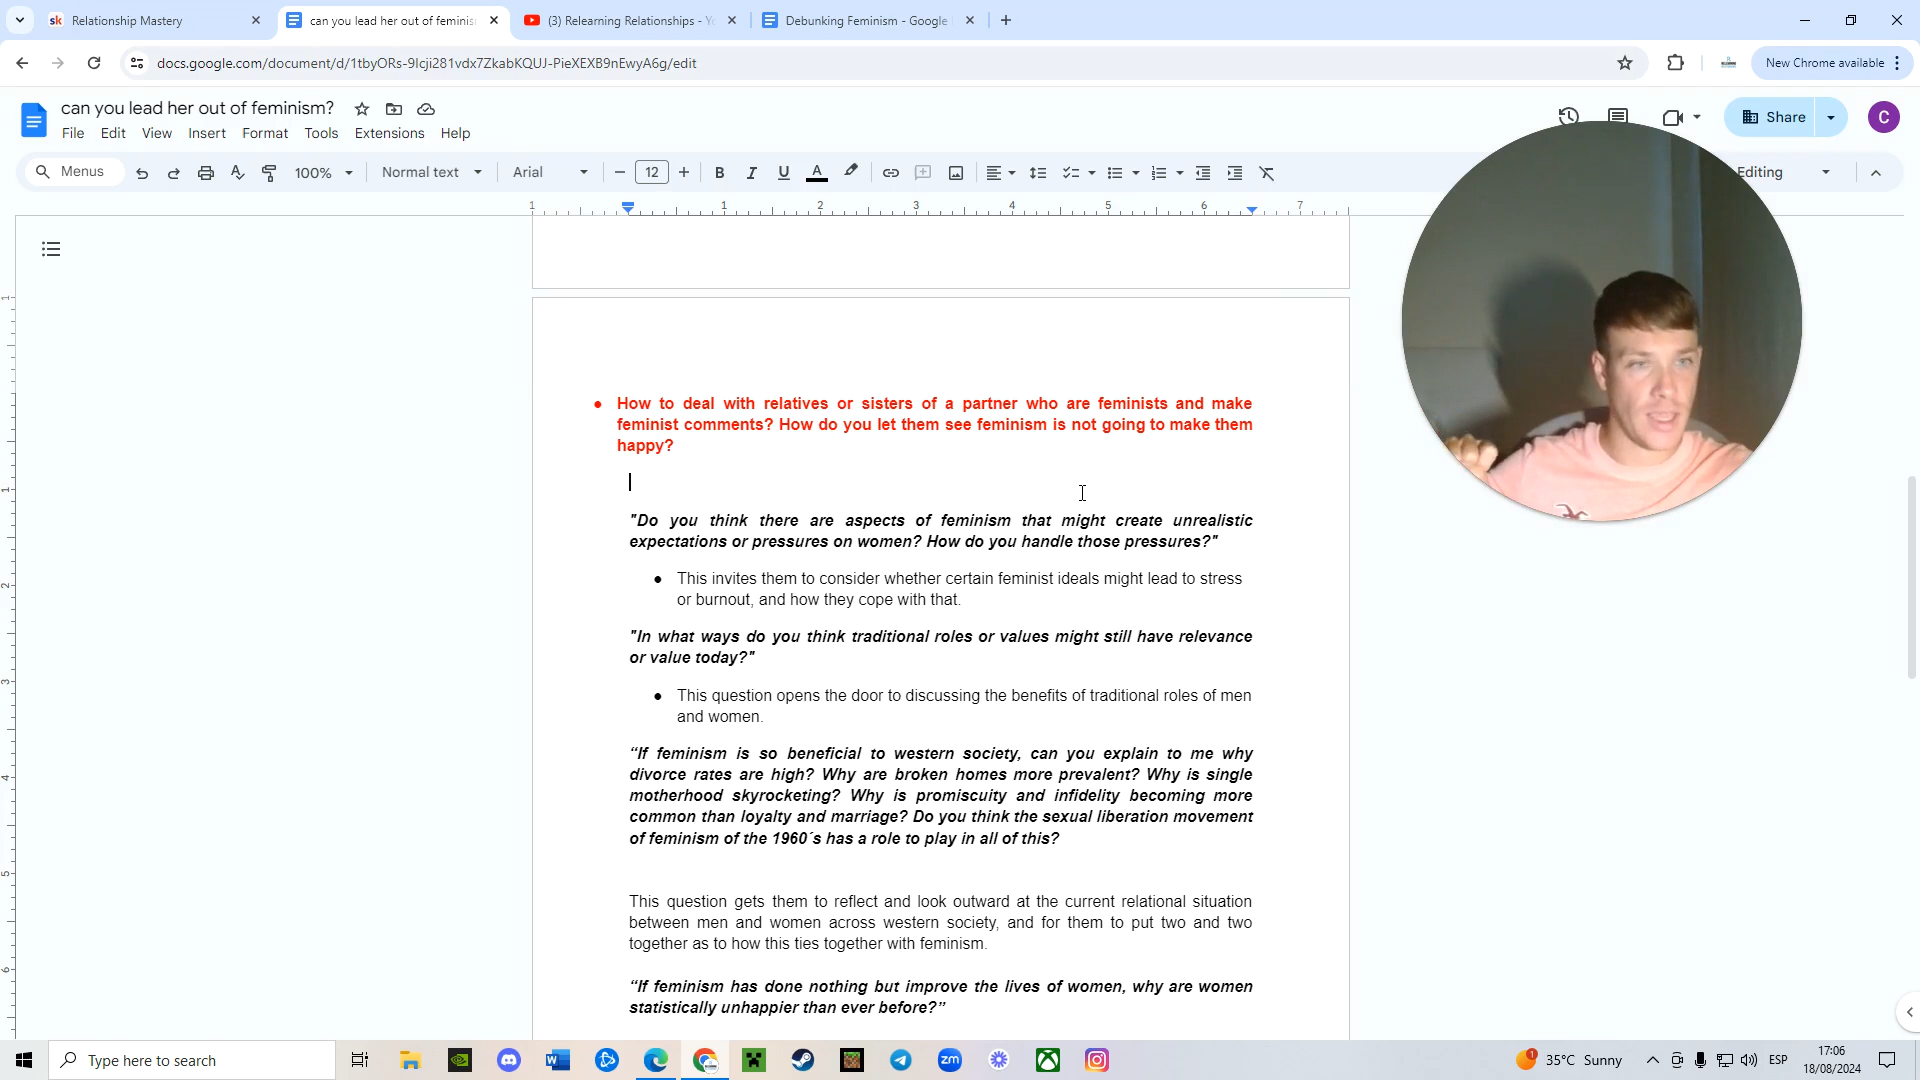 Relationship Mastery
can you lead her out of feminis
(3) Relearning Relationships - Yo
Debunking Feminism - Google
docs.google.com/document/d/1tbyORs-9Icji281vdx7ZkabKQUJ-PieXEXB9nEwyA6g/edit
New Chrome available
can you lead her out of feminism?
File Edit View Insert Format Tools Extensions Help
Share
C
Menus 100% Normal text Arial 12 B I U A Editing
1 1 2 3 4 5 6 7
● How to deal with relatives or sisters of a partner who are feminists and make
feminist comments? How do you let them see feminism is not going to make them
happy?
"Do you think there are aspects of feminism that might create unrealistic
expectations or pressures on women? How do you handle those pressures?"
● This invites them to consider whether certain feminist ideals might lead to stress
or burnout, and how they cope with that.
"In what ways do you think traditional roles or values might still have relevance
or value today?"
● This question opens the door to discussing the benefits of traditional roles of men
and women.
“If feminism is so beneficial to western society, can you explain to me why
divorce rates are high? Why are broken homes more prevalent? Why is single
motherhood skyrocketing? Why is promiscuity and infidelity becoming more
common than loyalty and marriage? Do you think the sexual liberation movement
of feminism of the 1960´s has a role to play in all of this?
This question gets them to reflect and look outward at the current relational situation
between men and women across western society, and for them to put two and two
together as to how this ties together with feminism.
“If feminism has done nothing but improve the lives of women, why are women
statistically unhappier than ever before?”
Type here to search
35°C Sunny
ESP
17:06
18/08/2024